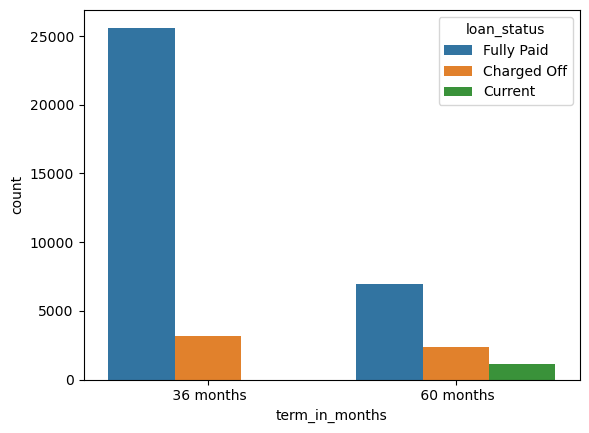 loan_status
Fully Paid
Charged Off
Current
25000
20000
15000
10000
5000
0
count
36 months
60 months
term_in_months